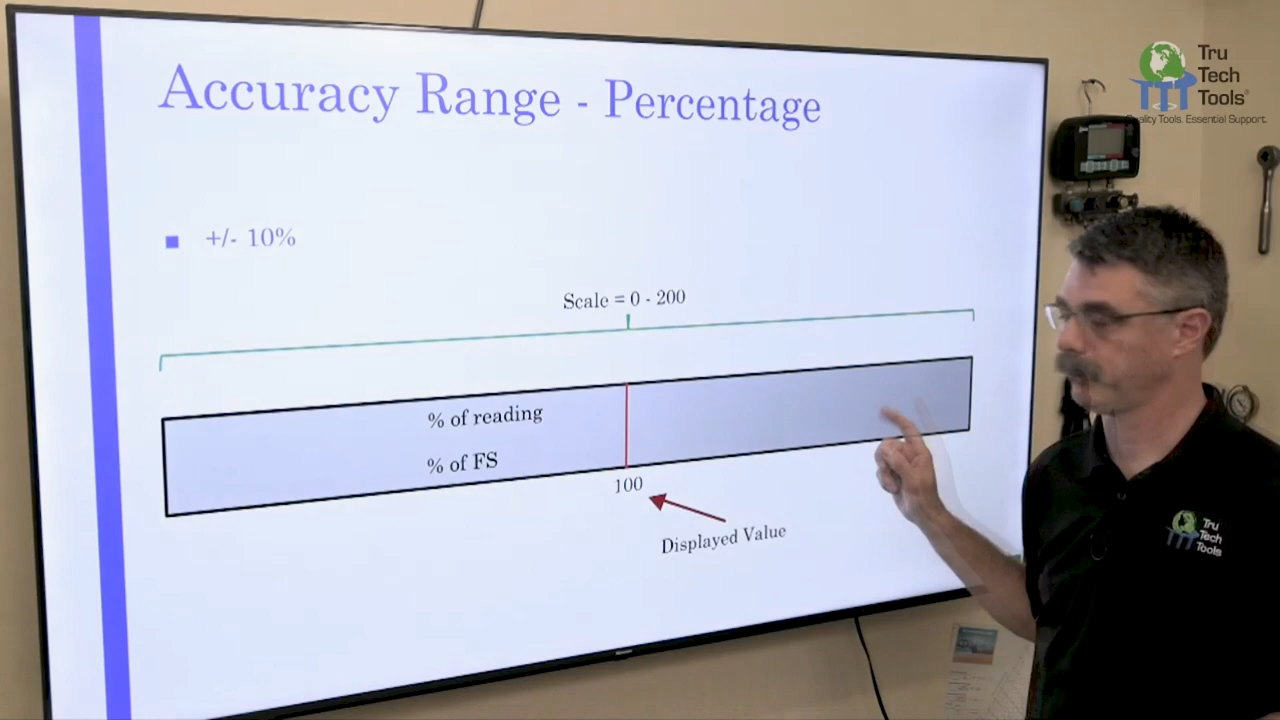 Accuracy Range - Percentage
+/- 10%
Scale = 0 - 200
% of reading
% of FS
100
Displayed Value
Tru
Tech
Tools
Quality Tools. Essential Support.
Tru
Tech
Tools